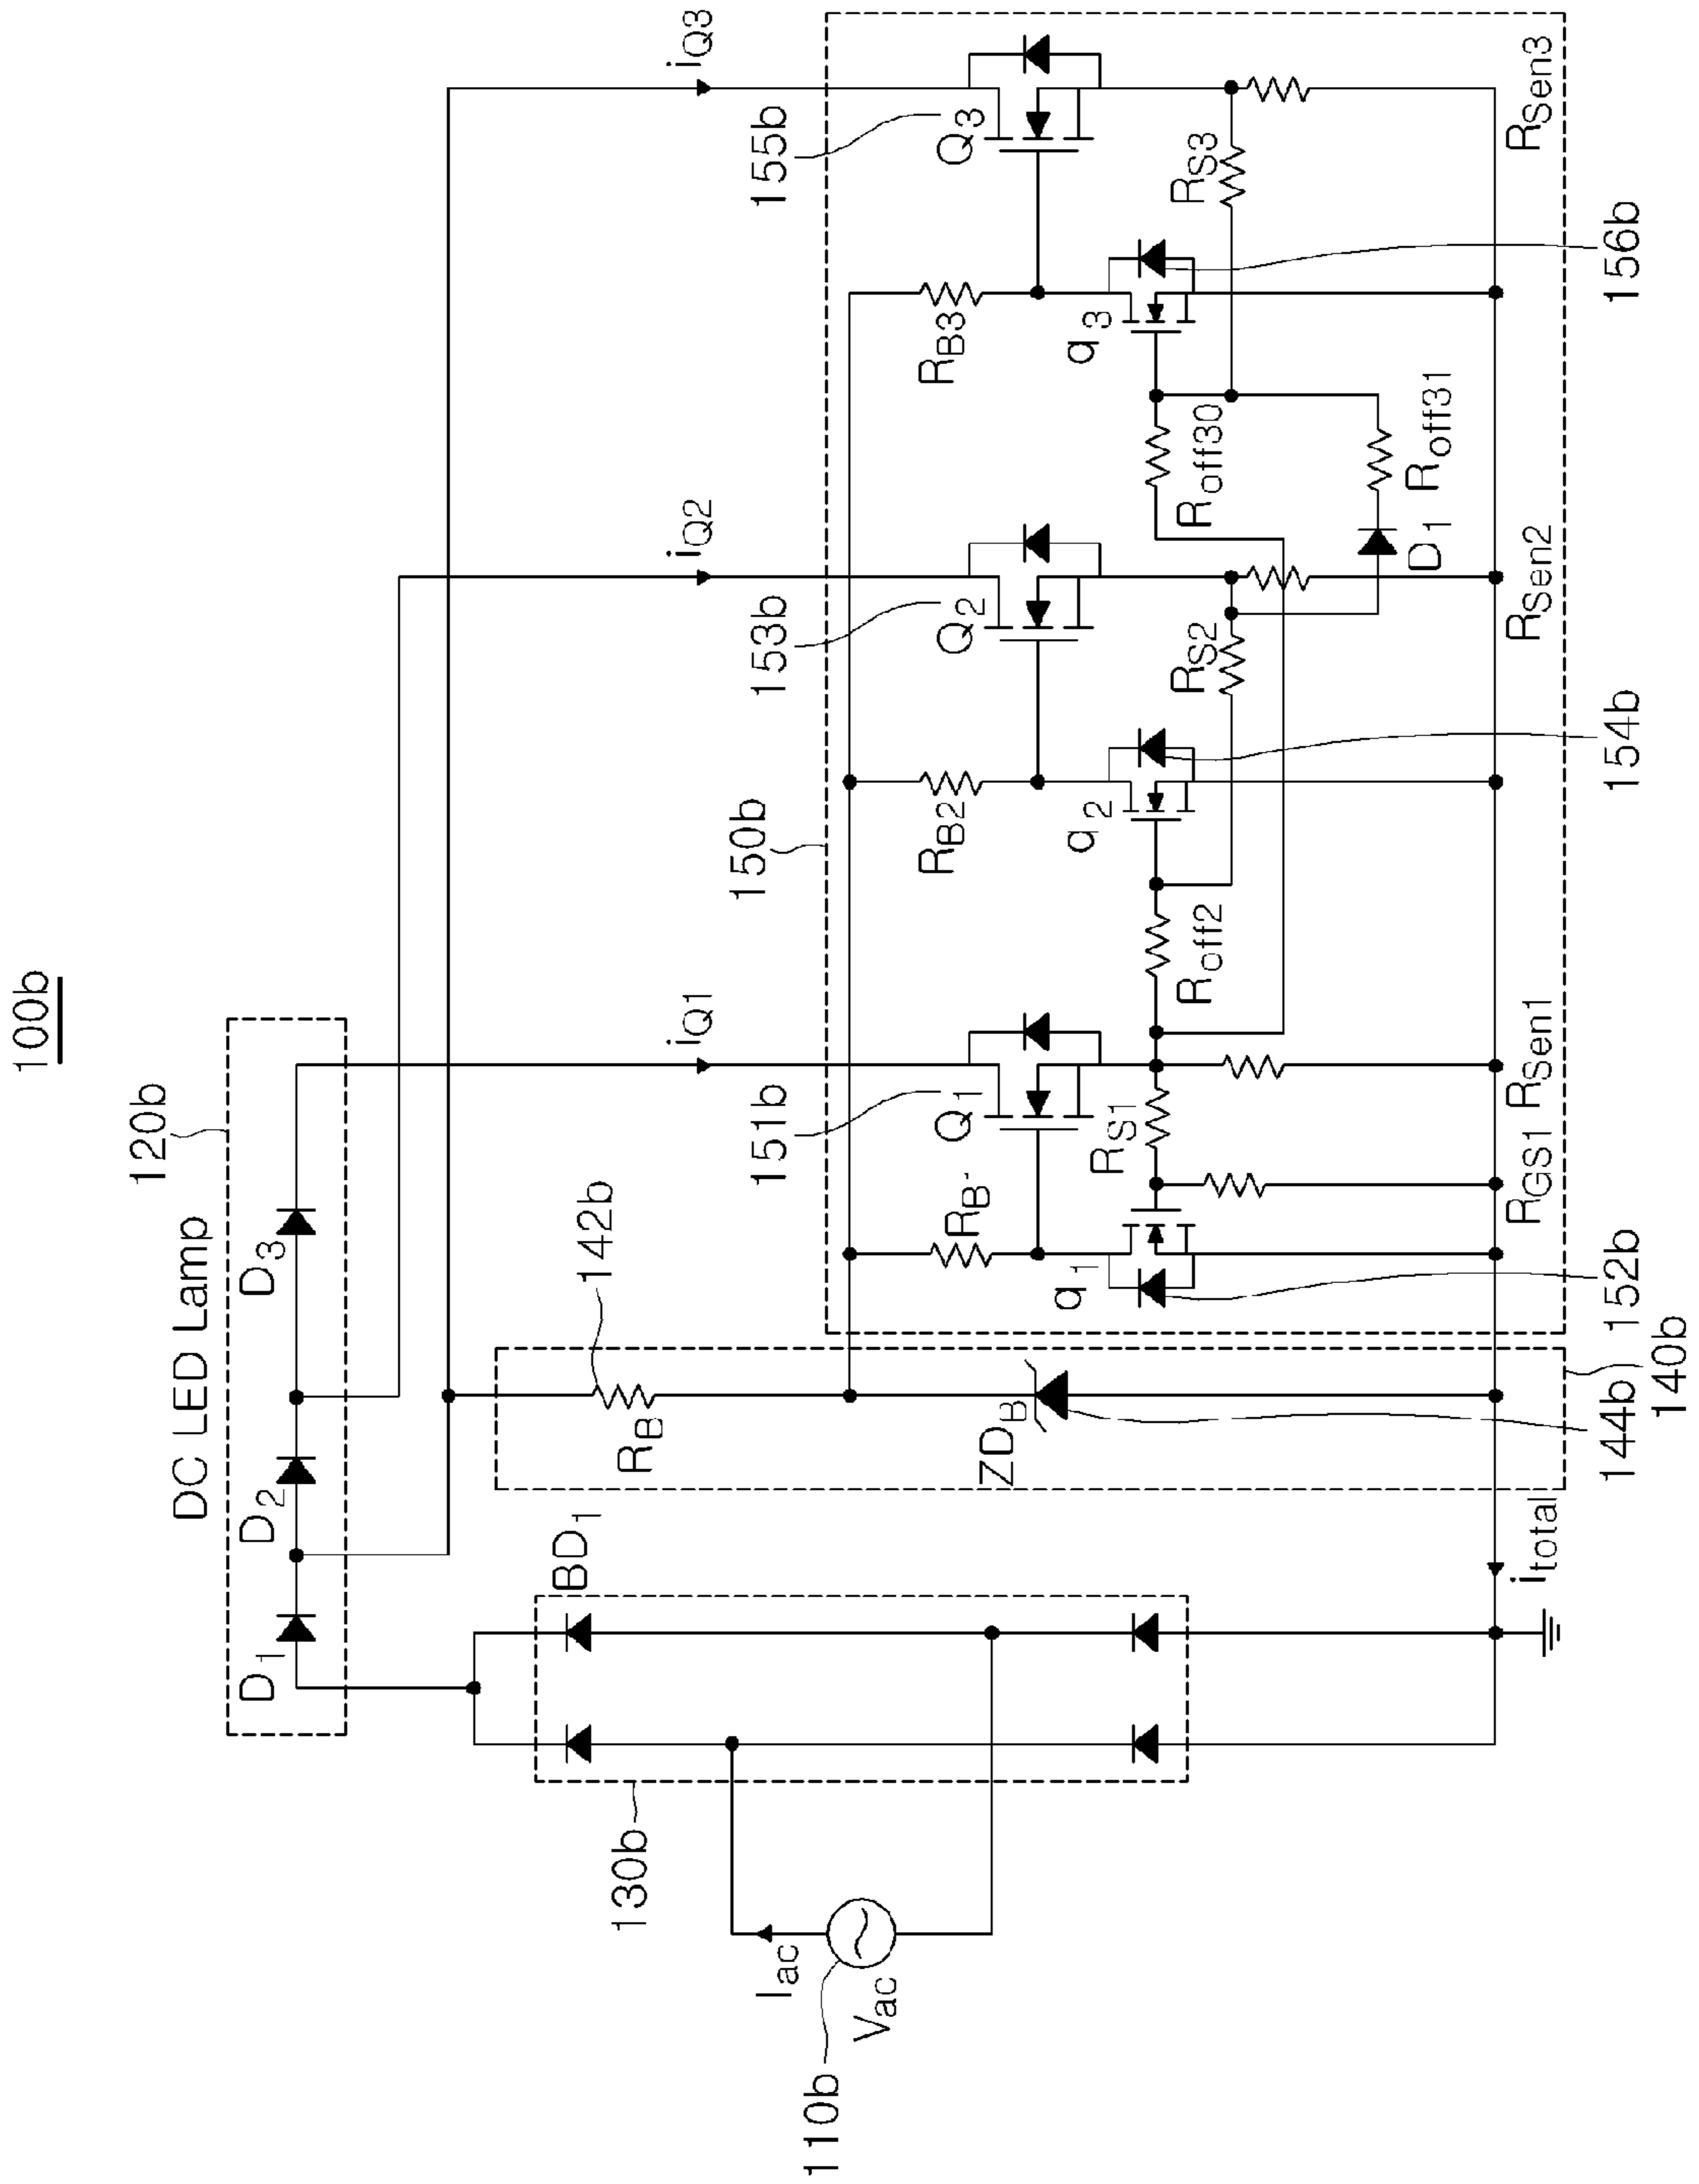 100b
DC LED Lamp
120b
D1
D2
D3
iQ1
iQ2
iQ3
BD1
130b
Iac
Vac
110b
RB
142b
ZDB
144b
140b
itotal
150b
151b
Q1
153b
Q2
155b
Q3
RB'
RB2
RB3
q1
RS1
q2
RS2
q3
RS3
Roff2
Roff30
D1
Roff31
RGS1
RSen1
RSen2
RSen3
152b
154b
156b